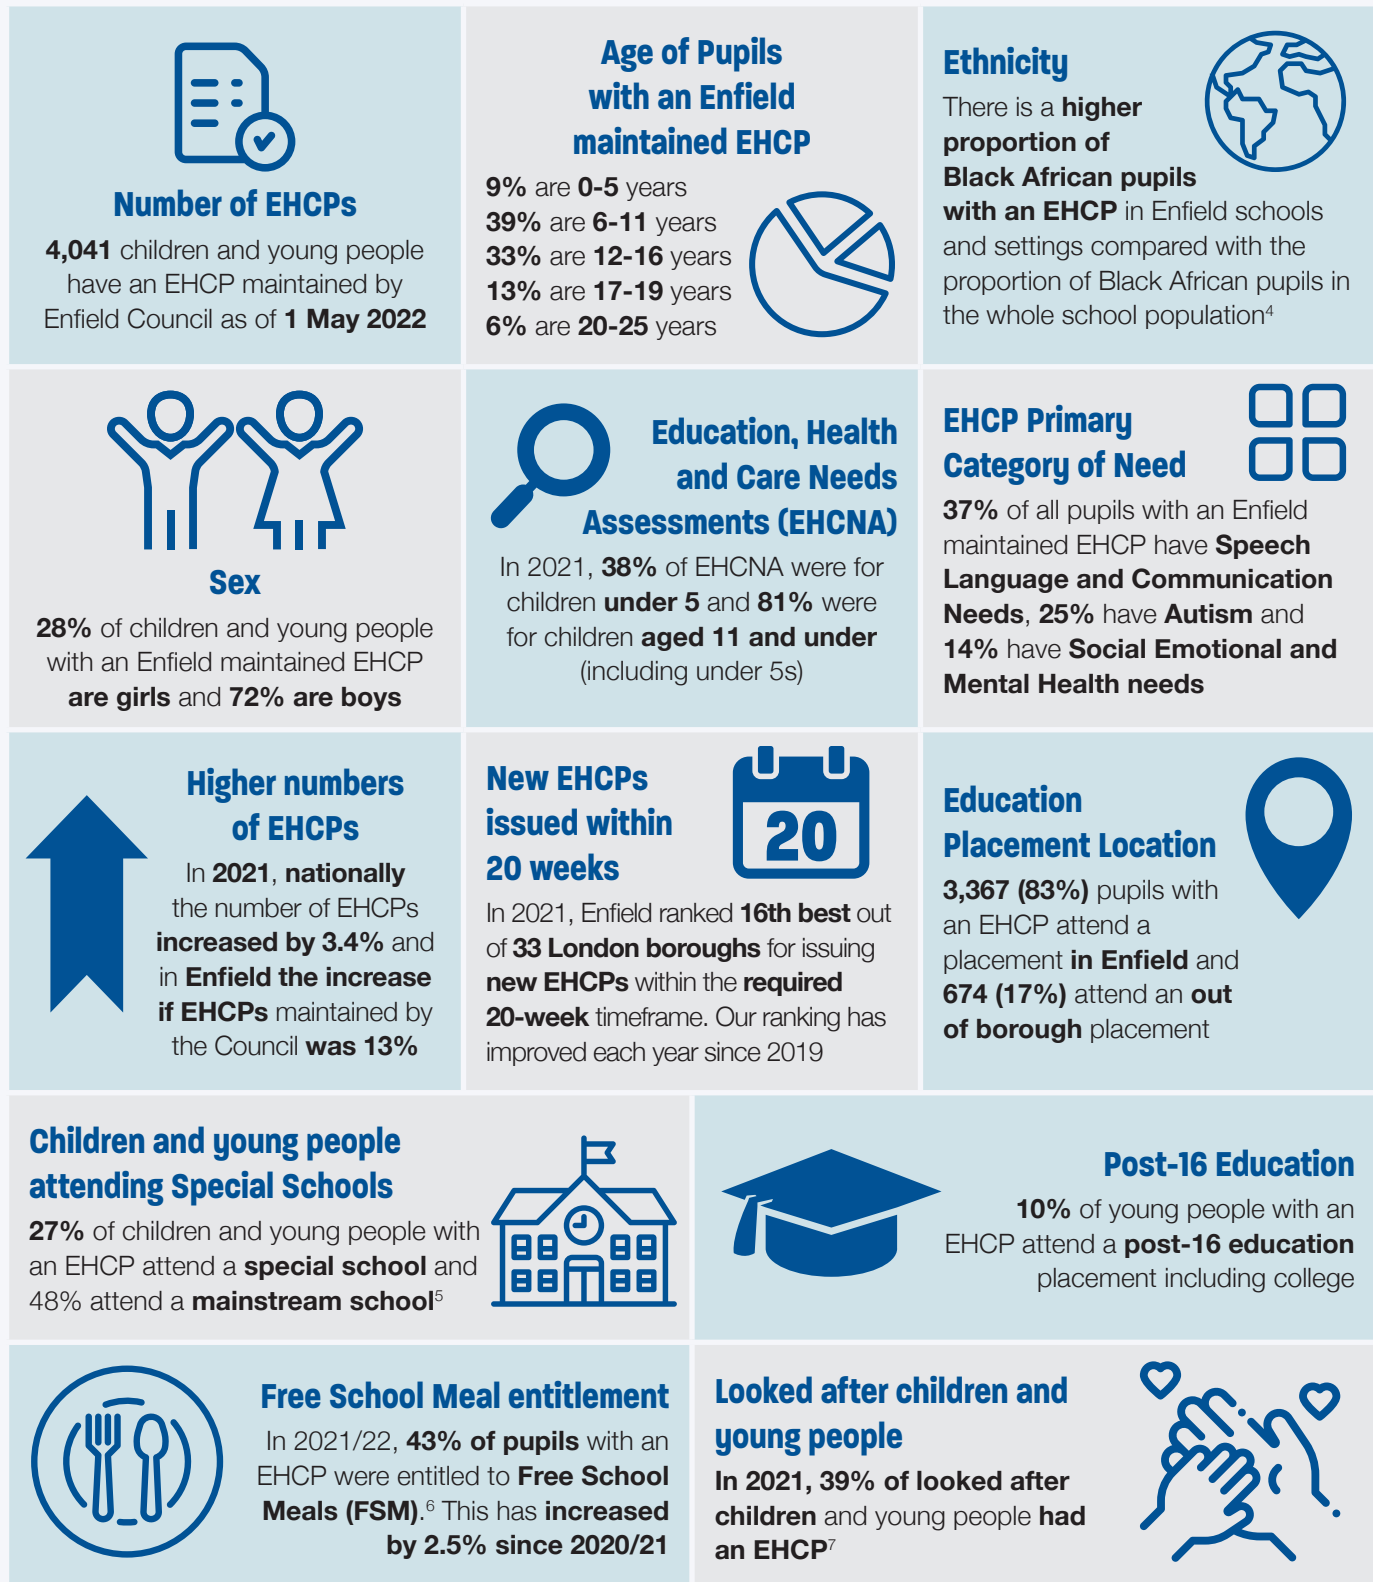 Number of EHCPs
4,041 children and young people
have an EHCP maintained by
Enfield Council as of 1 May 2022
Age of Pupils
with an Enfield
maintained EHCP
9% are 0-5 years
39% are 6-11 years
33% are 12-16 years
13% are 17-19 years
6% are 20-25 years
Ethnicity
There is a higher
proportion of
Black African pupils
with an EHCP in Enfield schools
and settings compared with the
proportion of Black African pupils in
the whole school population4
Sex
28% of children and young people
with an Enfield maintained EHCP
are girls and 72% are boys
Education, Health
and Care Needs
Assessments (EHCNA)
In 2021, 38% of EHCNA were for
children under 5 and 81% were
for children aged 11 and under
(including under 5s)
EHCP Primary
Category of Need
37% of all pupils with an Enfield
maintained EHCP have Speech
Language and Communication
Needs, 25% have Autism and
14% have Social Emotional and
Mental Health needs
Higher numbers
of EHCPs
In 2021, nationally
the number of EHCPs
increased by 3.4% and
in Enfield the increase
if EHCPs maintained by
the Council was 13%
New EHCPs
issued within
20 weeks
20
In 2021, Enfield ranked 16th best out
of 33 London boroughs for issuing
new EHCPs within the required
20-week timeframe. Our ranking has
improved each year since 2019
Education
Placement Location
3,367 (83%) pupils with
an EHCP attend a
placement in Enfield and
674 (17%) attend an out
of borough placement
Children and young people
attending Special Schools
27% of children and young people with
an EHCP attend a special school and
48% attend a mainstream school5
Post-16 Education
10% of young people with an
EHCP attend a post-16 education
placement including college
Free School Meal entitlement
In 2021/22, 43% of pupils with an
EHCP were entitled to Free School
Meals (FSM).6 This has increased
by 2.5% since 2020/21
Looked after children and
young people
In 2021, 39% of looked after
children and young people had
an EHCP7